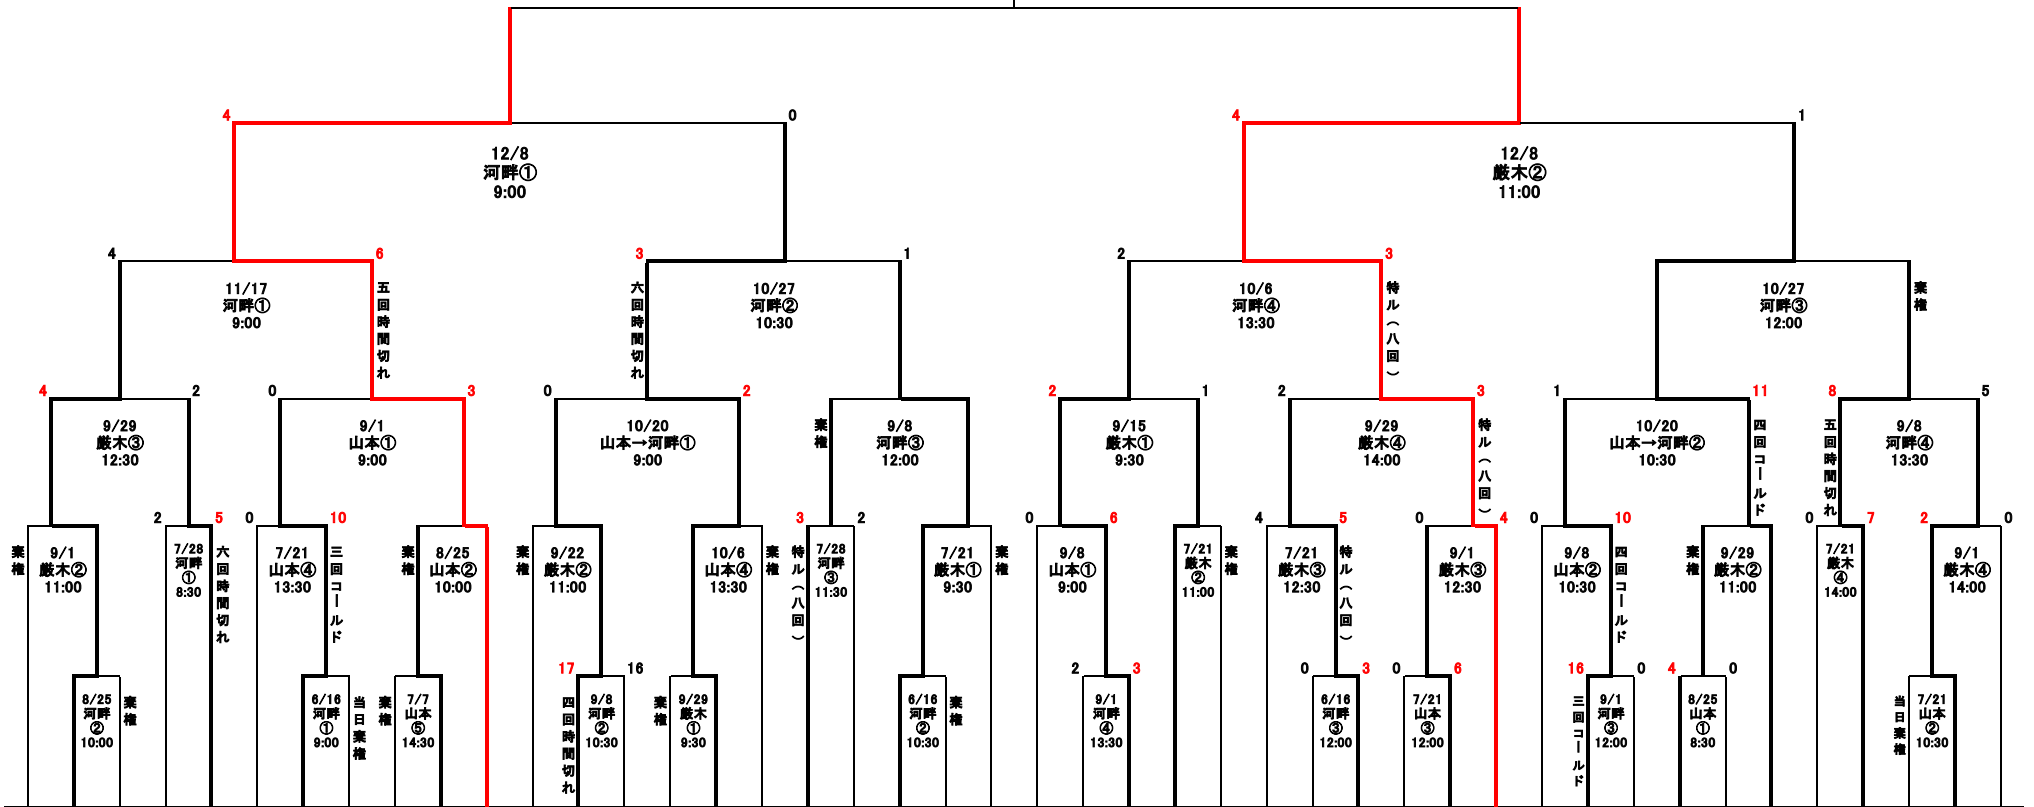 4
0
4
1
12/8
河畔①
9:00
12/8
厳木②
11:00
4
6
3
1
2
3
11/17
河畔①
9:00
五回時間切れ
六回時間切れ
10/27
河畔②
10:30
10/6
河畔④
13:30
特ル(八回)
10/27
河畔③
12:00
棄権
4
2
0
3
0
2
2
1
2
3
1
11
8
5
9/29
厳木③
12:30
9/1
山本①
9:00
10/20
山本→河畔①
9:00
棄権
9/8
河畔③
12:00
9/15
厳木①
9:30
9/29
厳木④
14:00
特ル(八回)
10/20
山本→河畔②
10:30
四回コールド
五回時間切れ
9/8
河畔④
13:30
2
5
0
10
3
2
0
6
4
5
0
4
0
10
0
7
2
0
棄権
9/1
厳木②
11:00
7/28
河畔
①
8:30
六回時間切れ
7/21
山本④
13:30
三回コールド
棄権
8/25
山本②
10:00
棄権
9/22
厳木②
11:00
10/6
山本④
13:30
棄権
特ル(八回)
7/28
河畔
③
11:30
7/21
厳木①
9:30
棄権
9/8
山本①
9:00
7/21
厳木
②
11:00
棄権
7/21
厳木③
12:30
特ル(八回)
9/1
厳木③
12:30
9/8
山本②
10:30
四回コールド
棄権
9/29
厳木②
11:00
7/21
厳木
④
14:00
9/1
厳木④
14:00
17
16
2
3
0
3
0
6
16
0
4
0
8/25
河畔
②
10:00
棄権
6/16
河畔
①
9:00
当日棄権
棄権
7/7
山本
⑤
14:30
四回時間切れ
9/8
河畔
②
10:30
棄権
9/29
厳木
①
9:30
6/16
河畔
②
10:30
棄権
9/1
河畔
④
13:30
6/16
河畔
③
12:00
7/21
山本
③
12:00
三回コールド
9/1
河畔
③
12:00
8/25
山本
①
8:30
当日棄権
7/21
山本
②
10:30